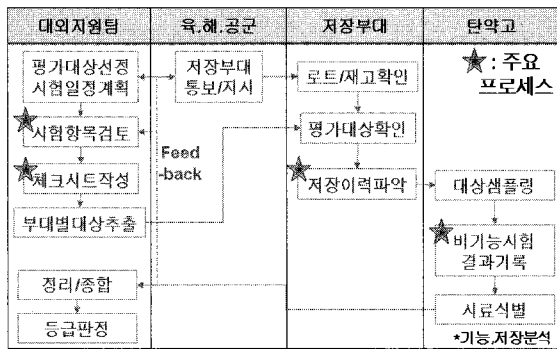 대외지원팀
육.해.공군
저장부대
탄약고
평가대상선정
시험일정계획
저장부대
통보/지시
로트/재고확인
★: 주요
프로세스
시험항목검토
평가대상확인
Feed
-back
체크시트작성
저장이력파악
대상샘플링
부대별대상추출
비기능시험
결과기록
정리/종합
시료식별
등급판정
*기능,저장분석